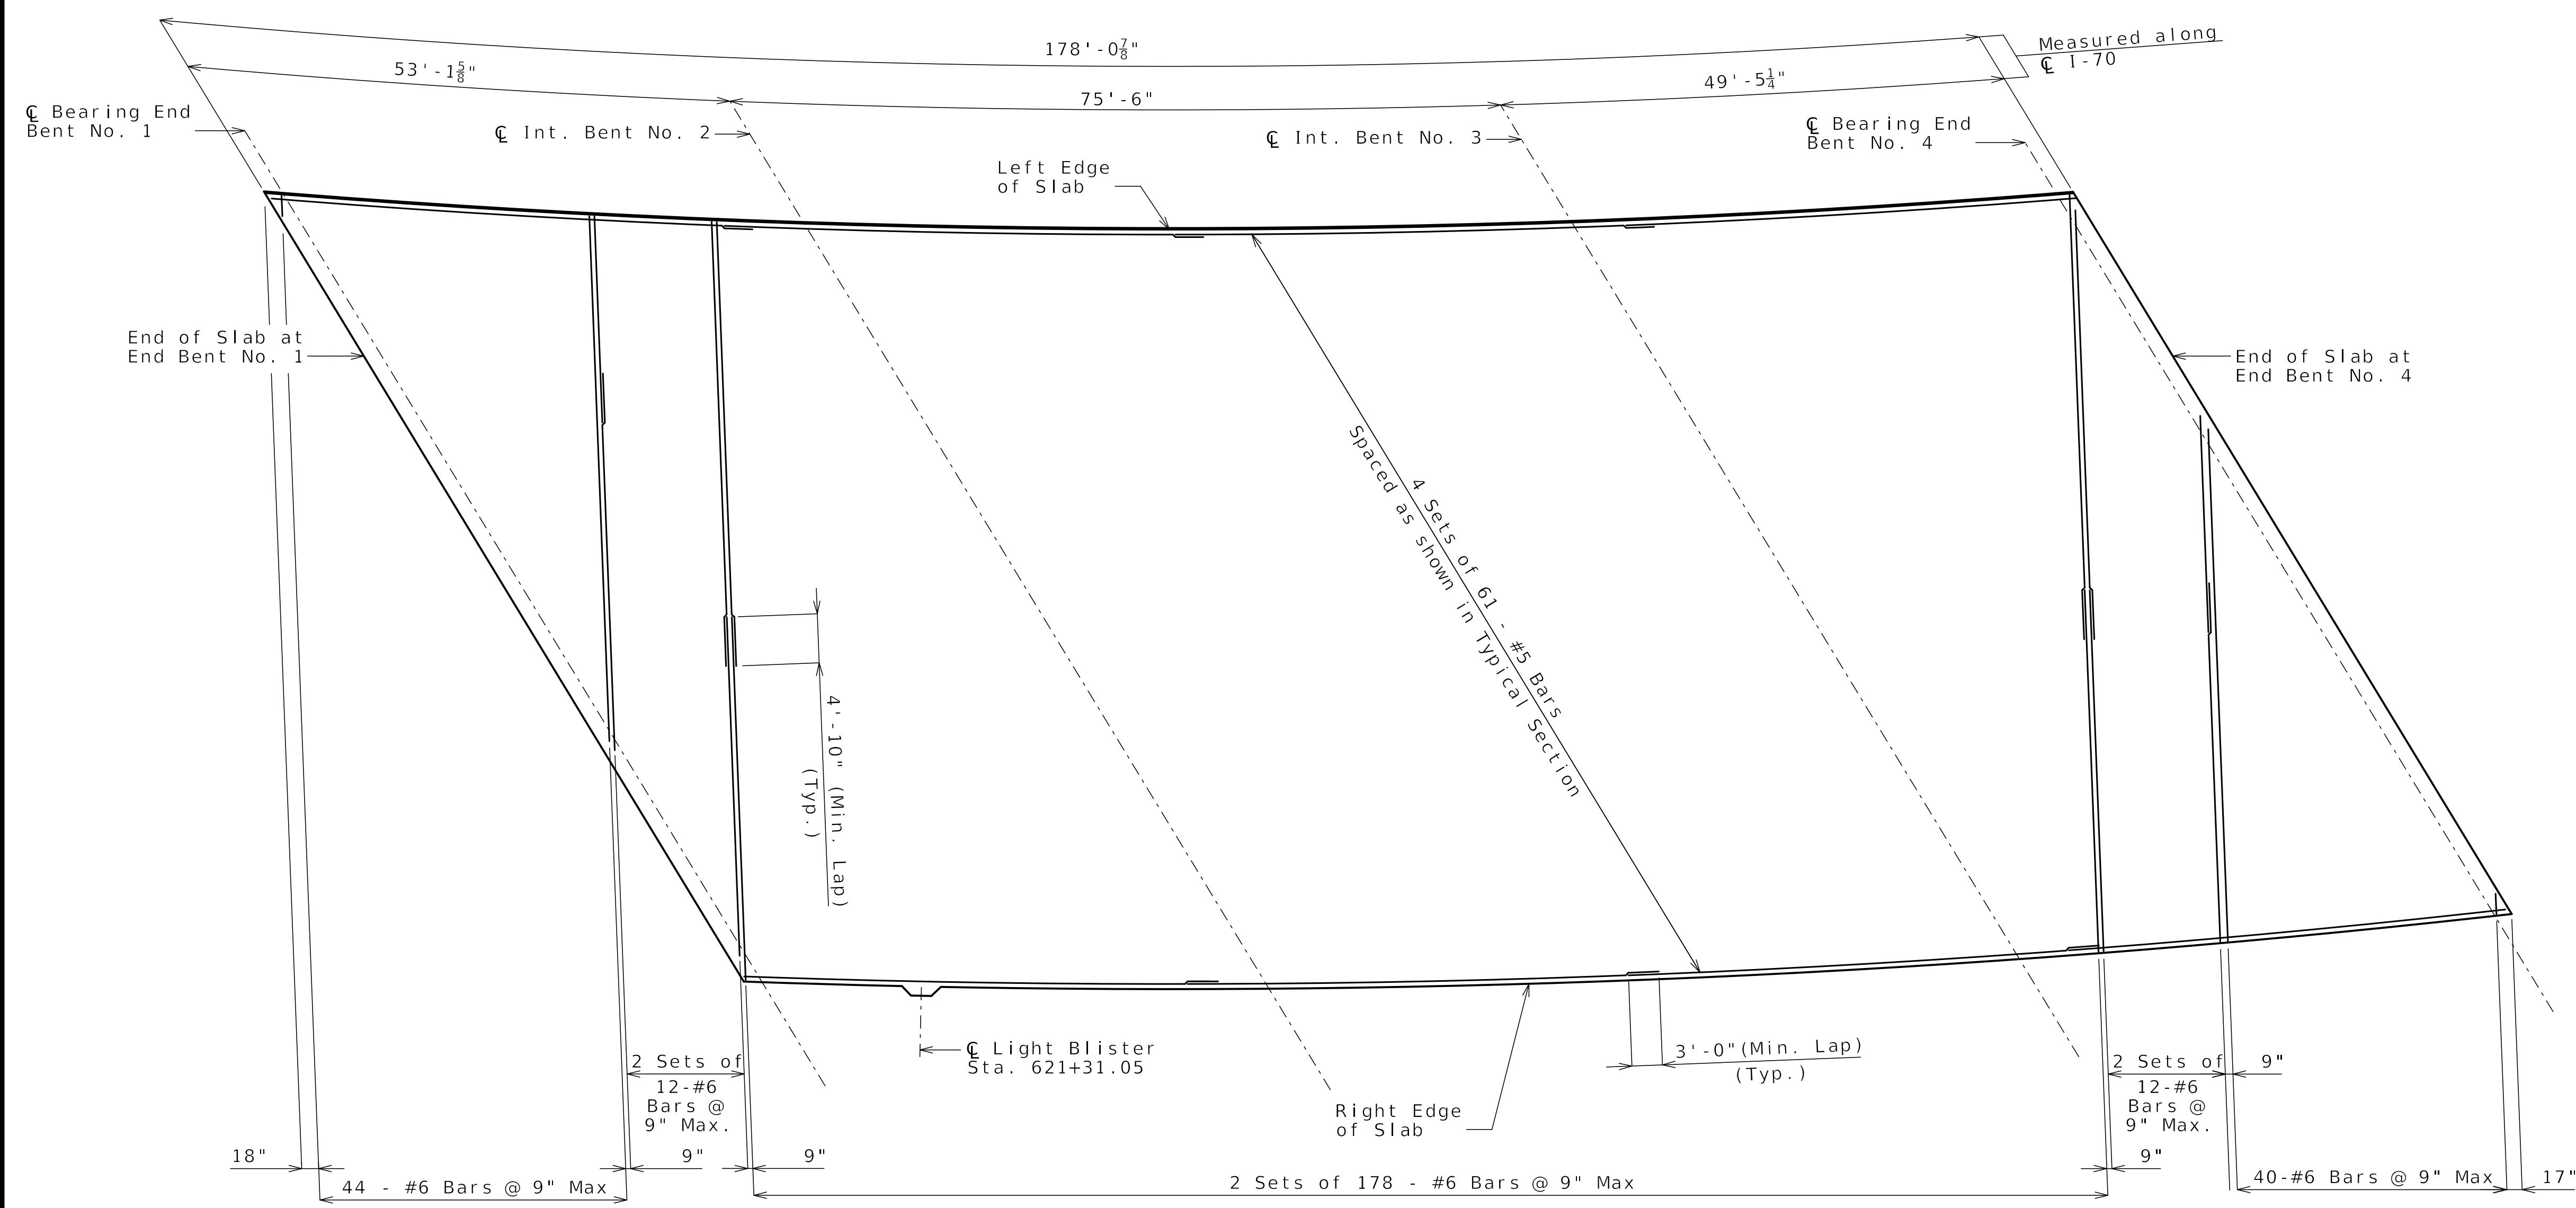 178'-0⅞"
Measured along
℄ I-70
53'-1⅝"
75'-6"
49'-5¼"
℄ Bearing End
Bent No. 1
℄ Int. Bent No. 2
℄ Int. Bent No. 3
℄ Bearing End
Bent No. 4
Left Edge
of Slab
End of Slab at
End Bent No. 1
End of Slab at
End Bent No. 4
4 Sets of 61 - #5 Bars
Spaced as shown in Typical Section
4'-10" (Min. Lap)
(Typ.)
℄ Light Blister
Sta. 621+31.05
3'-0"(Min. Lap)
(Typ.)
Right Edge
of Slab
2 Sets of
12-#6
Bars @
9" Max.
2 Sets of
12-#6
Bars @
9" Max.
9"
18"
9"
9"
9"
44 - #6 Bars @ 9" Max
2 Sets of 178 - #6 Bars @ 9" Max
40-#6 Bars @ 9" Max
17"